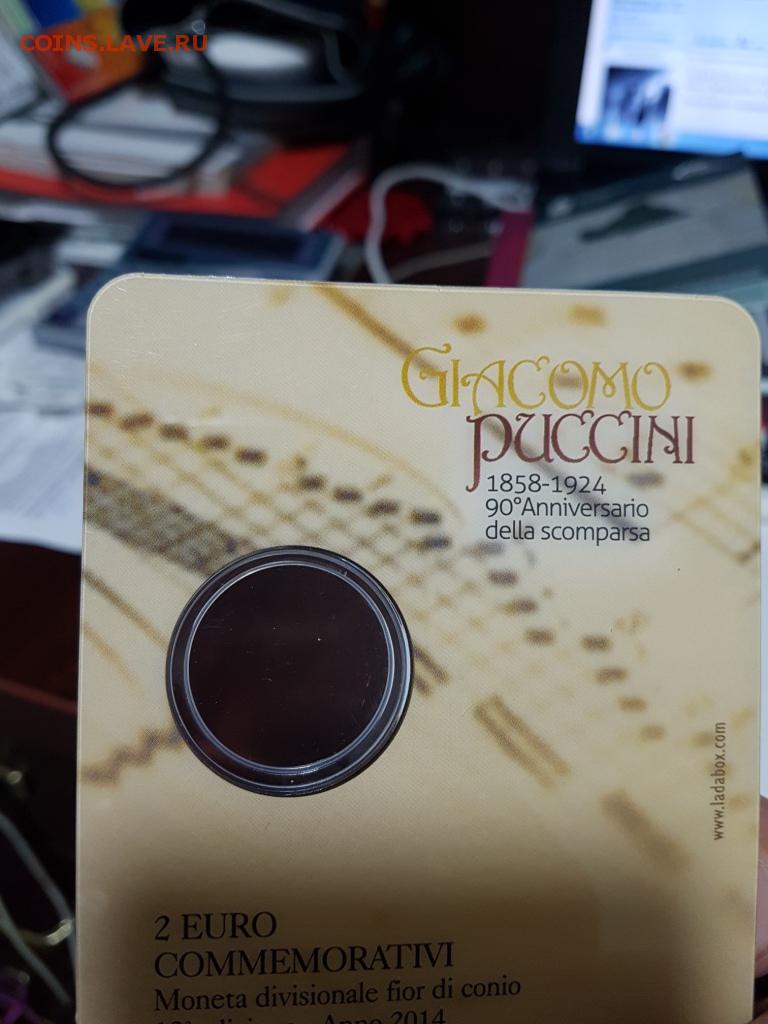 COINS.LAVE.RU
GIACOMO
PUCCINI
1858-1924
90°Anniversario
della scomparsa
www.ladabox.com
2 EURO
COMMEMORATIVI
Moneta divisionale fior di conio
Anno 2014